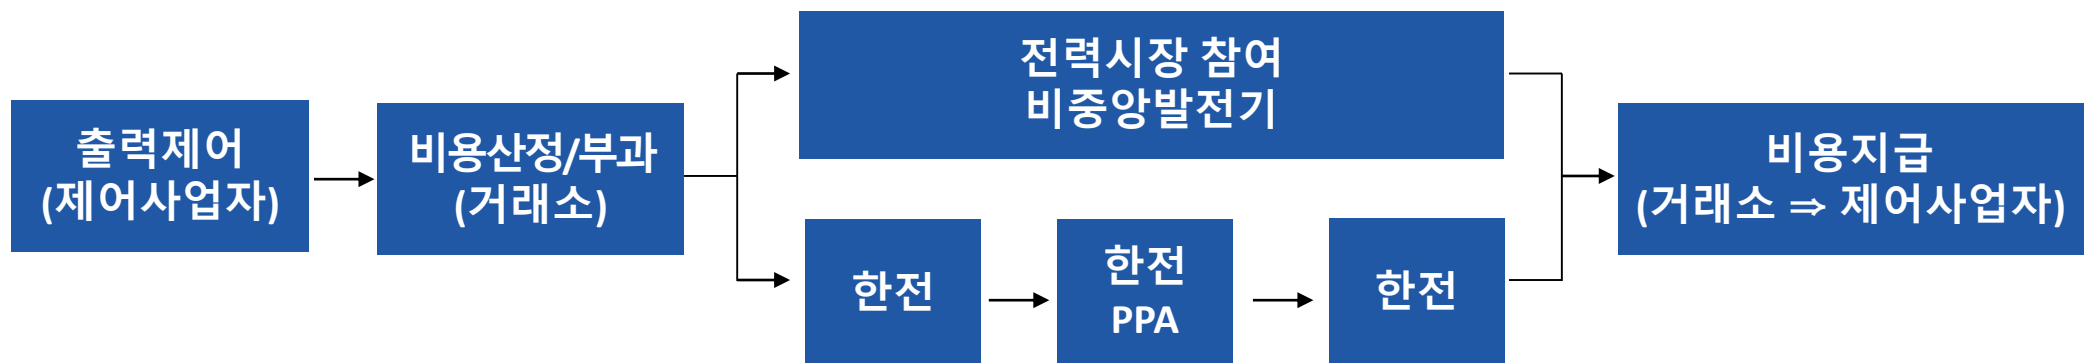 출력제어
(제어사업자)
비용산정/부과
(거래소)
전력시장 참여
비중앙발전기
한전
한전
PPA
한전
비용지급
(거래소 ⇒ 제어사업자)